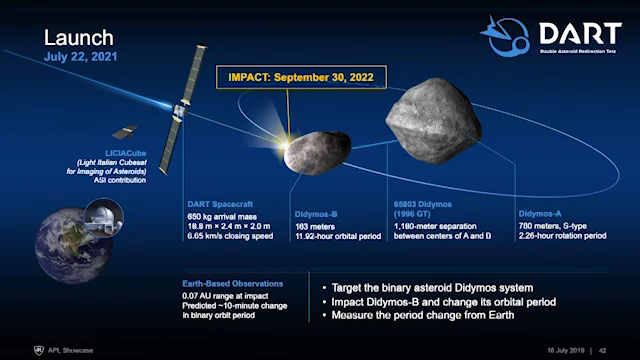 Launch
July 22, 2021
DART
Double Asteroid Redirection Test
IMPACT: September 30, 2022
LICIACube
(Light Italian Cubesat
for Imaging of Asteroids)
ASI contribution
DART Spacecraft
650 kg arrival mass
18.8 m × 2.4 m × 2.0 m
6.65 km/s closing speed
Didymos-B
163 meters
11.92-hour orbital period
65803 Didymos
(1996 GT)
1,180-meter separation
between centers of A and B
Didymos-A
780 meters, S-type
2.26-hour rotation period
Earth-Based Observations
0.07 AU range at impact
Predicted ~10-minute change
in binary orbit period
• Target the binary asteroid Didymos system
• Impact Didymos-B and change its orbital period
• Measure the period change from Earth
APL Showcase
16 July 2019 | 42